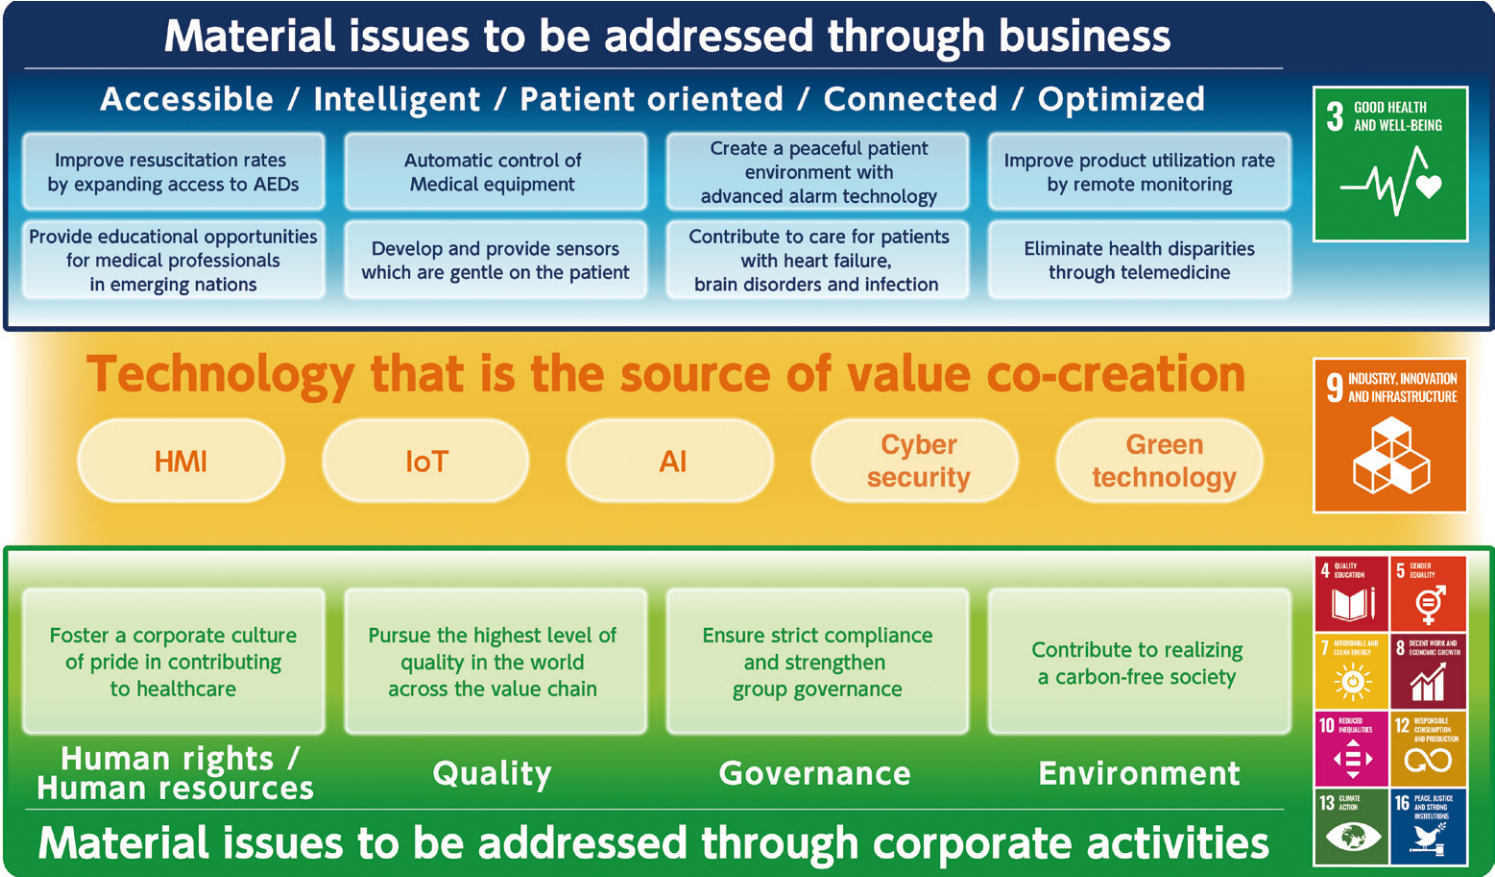 Material issues to be addressed through business
Accessible / Intelligent / Patient oriented / Connected / Optimized
Improve resuscitation rates
by expanding access to AEDs
Automatic control of
Medical equipment
Create a peaceful patient
environment with
advanced alarm technology
Improve product utilization rate
by remote monitoring
Provide educational opportunities
for medical professionals
in emerging nations
Develop and provide sensors
which are gentle on the patient
Contribute to care for patients
with heart failure,
brain disorders and infection
Eliminate health disparities
through telemedicine
3 GOOD HEALTH
AND WELL-BEING
Technology that is the source of value co-creation
HMI
IoT
AI
Cyber
security
Green
technology
9 INDUSTRY, INNOVATION
AND INFRASTRUCTURE
Foster a corporate culture
of pride in contributing
to healthcare
Pursue the highest level of
quality in the world
across the value chain
Ensure strict compliance
and strengthen
group governance
Contribute to realizing
a carbon-free society
Human rights /
Human resources
Quality
Governance
Environment
Material issues to be addressed through corporate activities
4 QUALITY
EDUCATION
5 GENDER
EQUALITY
7 AFFORDABLE AND
CLEAN ENERGY
8 DECENT WORK AND
ECONOMIC GROWTH
10 REDUCED
INEQUALITIES
12 RESPONSIBLE
CONSUMPTION
AND PRODUCTION
13 CLIMATE
ACTION
16 PEACE, JUSTICE
AND STRONG
INSTITUTIONS